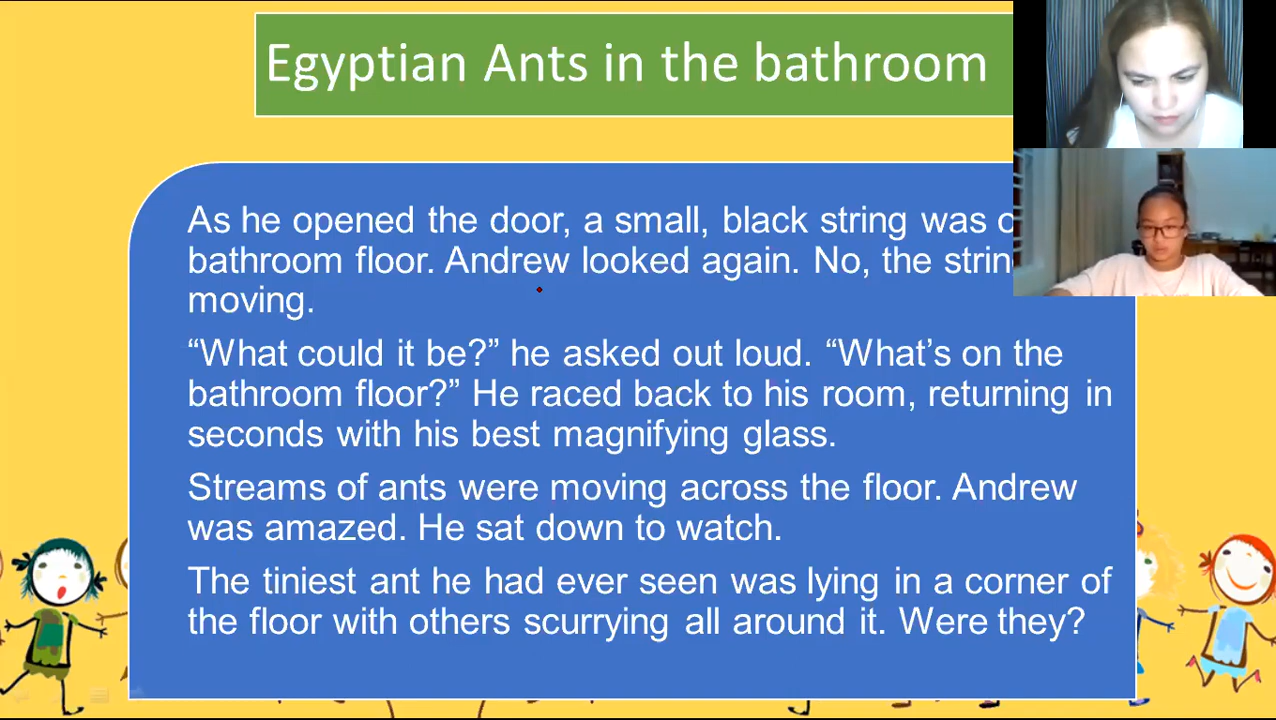 Egyptian Ants in the bathroom
As he opened the door, a small, black string was
bathroom floor. Andrew looked again. No, the
moving.
“What could it be?” he asked out loud. “What’s on the
bathroom floor?” He raced back to his room, returning in
seconds with his best magnifying glass.
Streams of ants were moving across the floor. Andrew
was amazed. He sat down to watch.
The tiniest ant he had ever seen was lying in a corner of
the floor with others scurrying all around it. Were they?